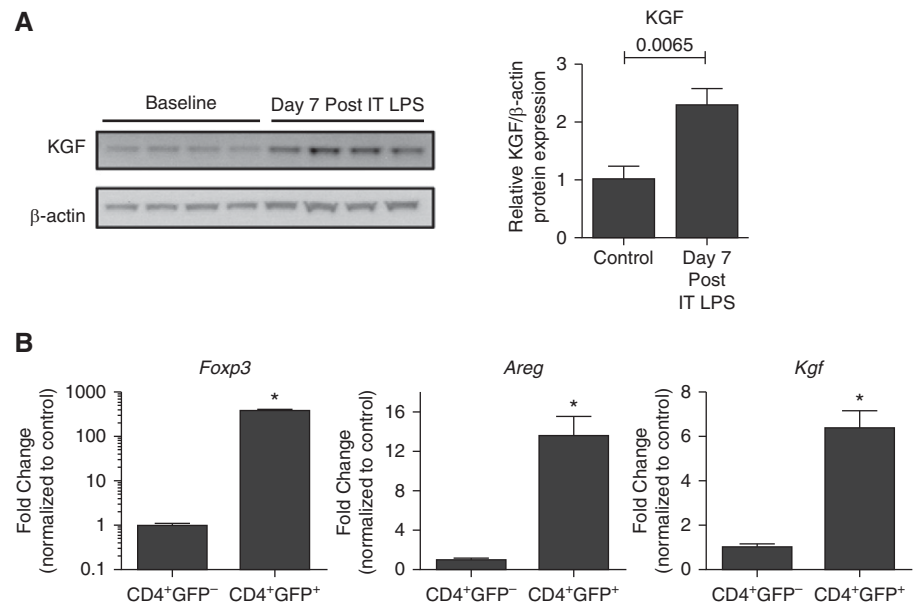 A
Baseline
Day 7 Post IT LPS
KGF
β-actin
KGF
0.0065
Relative KGF/β-actin
protein expression
3
2
1
0
Control
Day 7
Post
IT LPS
B
Foxp3
Fold Change
(normalized to control)
1000
100
10
1
0.1
*
CD4⁺GFP⁻
CD4⁺GFP⁺
Areg
Fold Change
(normalized to control)
16
12
8
4
0
*
CD4⁺GFP⁻
CD4⁺GFP⁺
Kgf
Fold Change
(normalized to control)
8
6
4
2
0
*
CD4⁺GFP⁻
CD4⁺GFP⁺